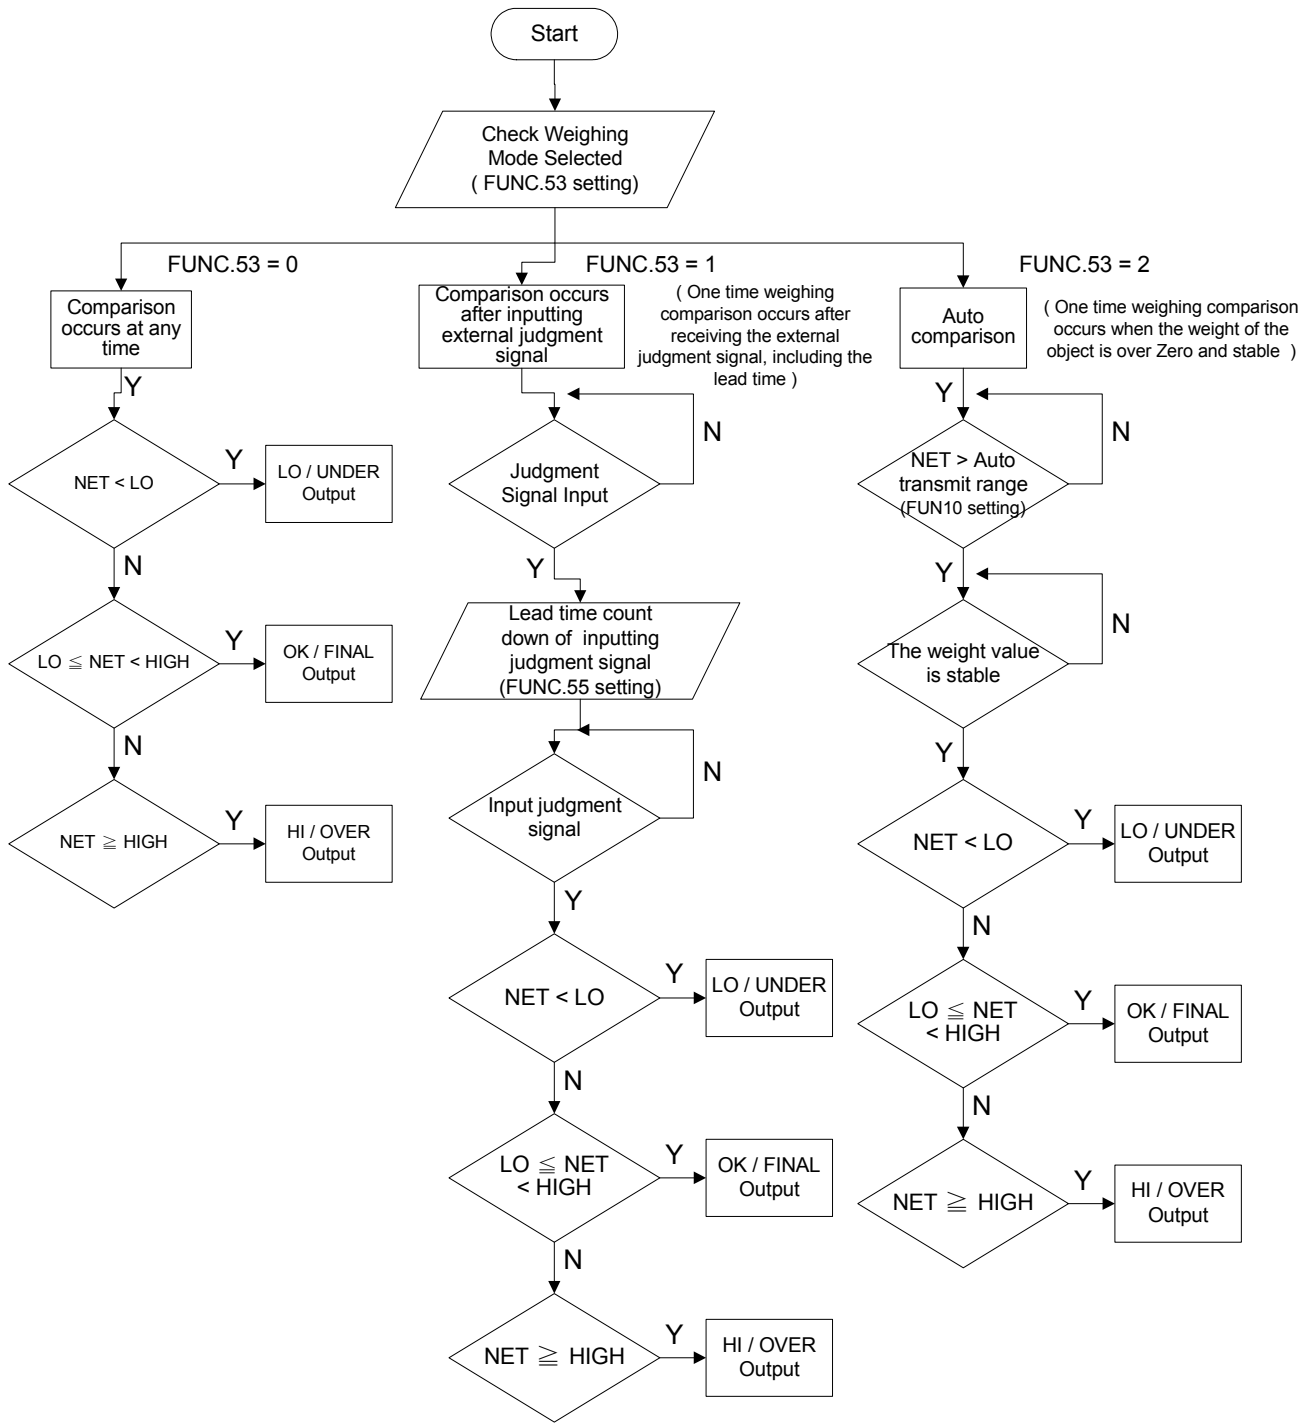 Start
Check Weighing
Mode Selected
( FUNC.53 setting)
FUNC.53 = 0
Comparison
occurs at any
time
Y
NET < LO
Y
LO / UNDER
Output
N
LO ≦ NET < HIGH
Y
OK / FINAL
Output
N
NET ≧ HIGH
Y
HI / OVER
Output
FUNC.53 = 1
Comparison occurs
after inputting
external judgment
signal
( One time weighing
comparison occurs after
receiving the external
judgment signal, including the
lead time )
N
Judgment
Signal Input
Y
Lead time count
down of inputting
judgment signal
(FUNC.55 setting)
N
Input judgment
signal
Y
NET < LO
Y
LO / UNDER
Output
N
LO ≦ NET
< HIGH
Y
OK / FINAL
Output
N
NET ≧ HIGH
Y
HI / OVER
Output
FUNC.53 = 2
Auto
comparison
( One time weighing comparison
occurs when the weight of the
object is over Zero and stable )
Y
N
NET > Auto
transmit range
(FUN10 setting)
Y
N
The weight value
is stable
Y
NET < LO
Y
LO / UNDER
Output
N
LO ≦ NET
< HIGH
Y
OK / FINAL
Output
N
NET ≧ HIGH
Y
HI / OVER
Output